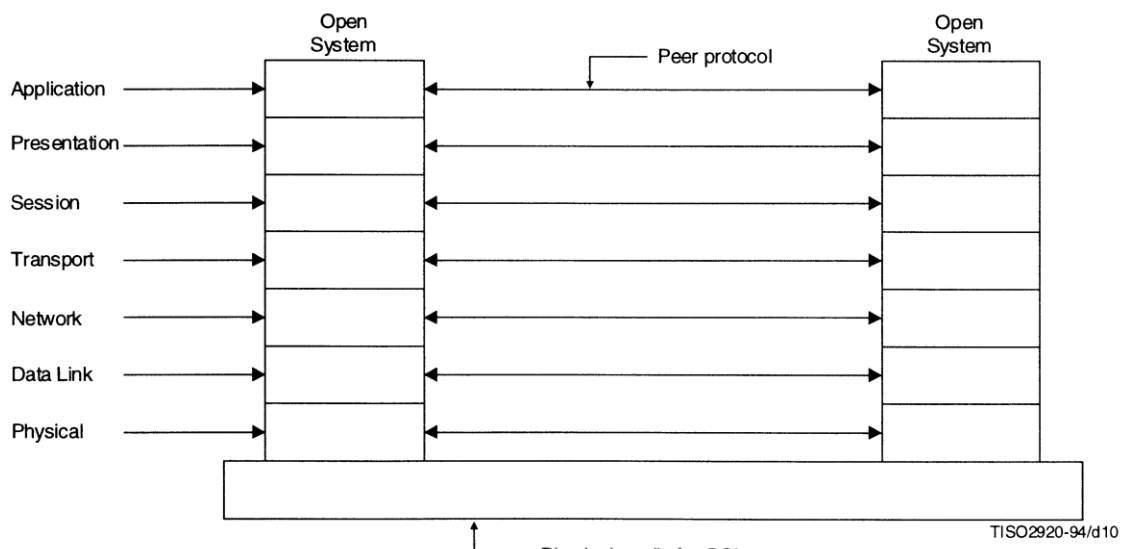 Open
System
Open
System
Peer protocol
Application
Presentation
Session
Transport
Network
Data Link
Physical
TISO2920-94/d10